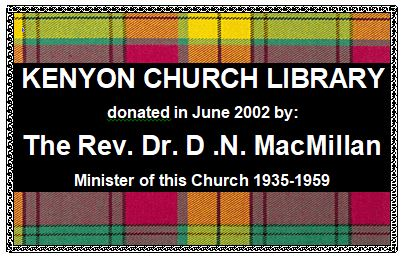 KENYON CHURCH LIBRARY
donated in June 2002 by:
The Rev. Dr. D .N. MacMillan
Minister of this Church 1935-1959